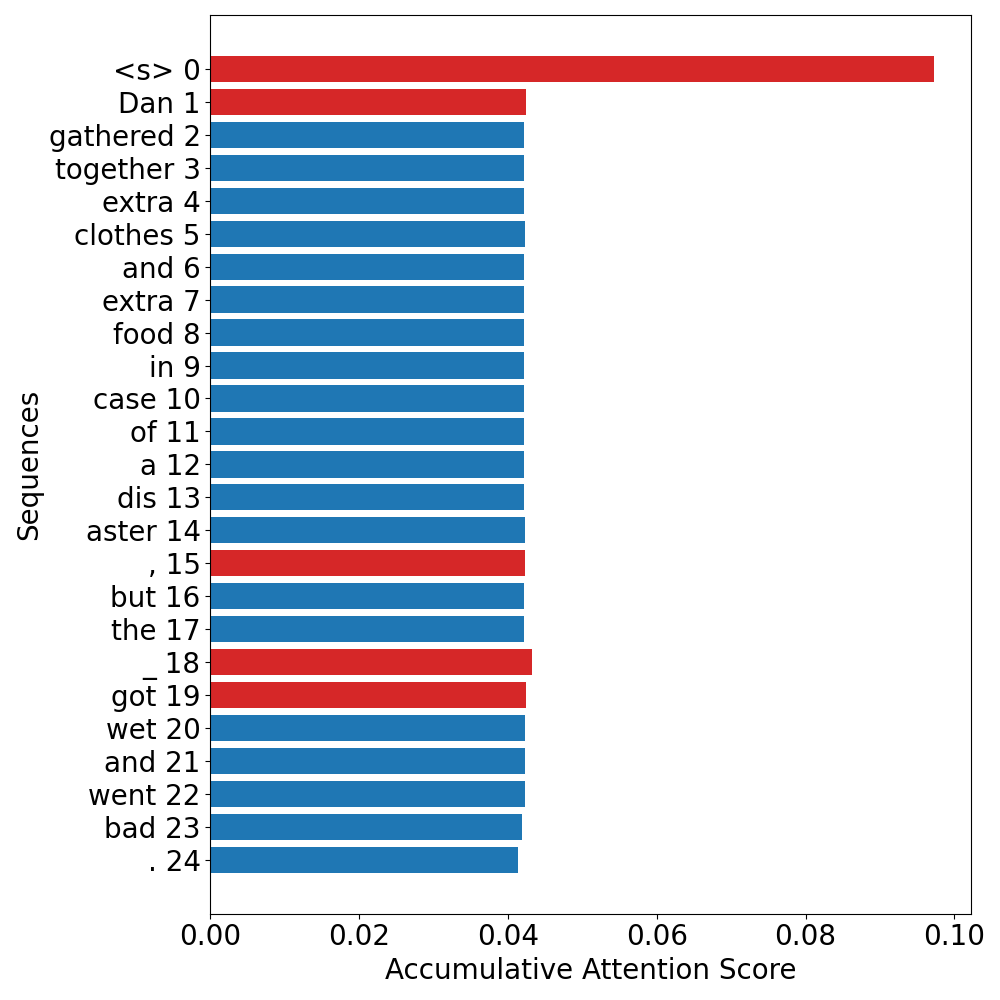 <s> 0
Dan 1
gathered 2
together 3
extra 4
clothes 5
and 6
extra 7
food 8
in 9
case 10
of 11
a 12
dis 13
aster 14
, 15
but 16
the 17
_ 18
got 19
wet 20
and 21
went 22
bad 23
. 24
Sequences
0.00 0.02 0.04 0.06 0.08 0.10
Accumulative Attention Score